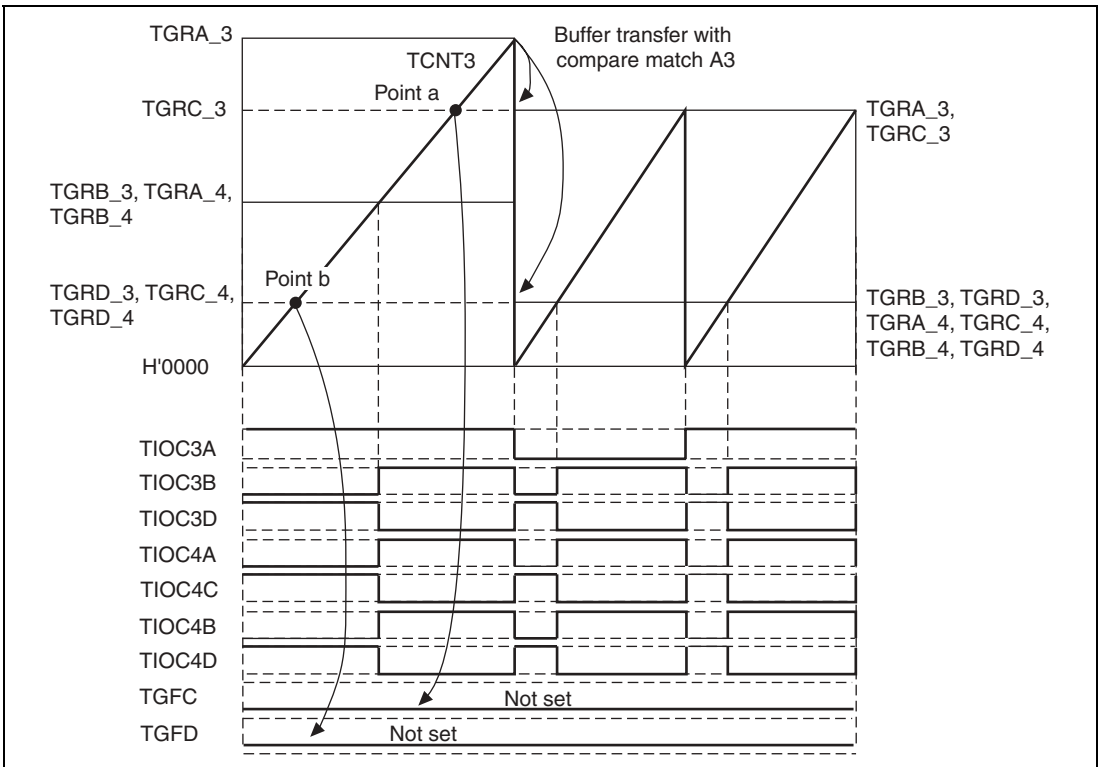 TGRA_3
TCNT3
Buffer transfer with
compare match A3
Point a
TGRC_3
TGRA_3,
TGRC_3
TGRB_3, TGRA_4,
TGRB_4
Point b
TGRD_3, TGRC_4,
TGRD_4
TGRB_3, TGRD_3,
TGRA_4, TGRC_4,
TGRB_4, TGRD_4
H'0000
TIOC3A
TIOC3B
TIOC3D
TIOC4A
TIOC4C
TIOC4B
TIOC4D
TGFC
Not set
TGFD
Not set